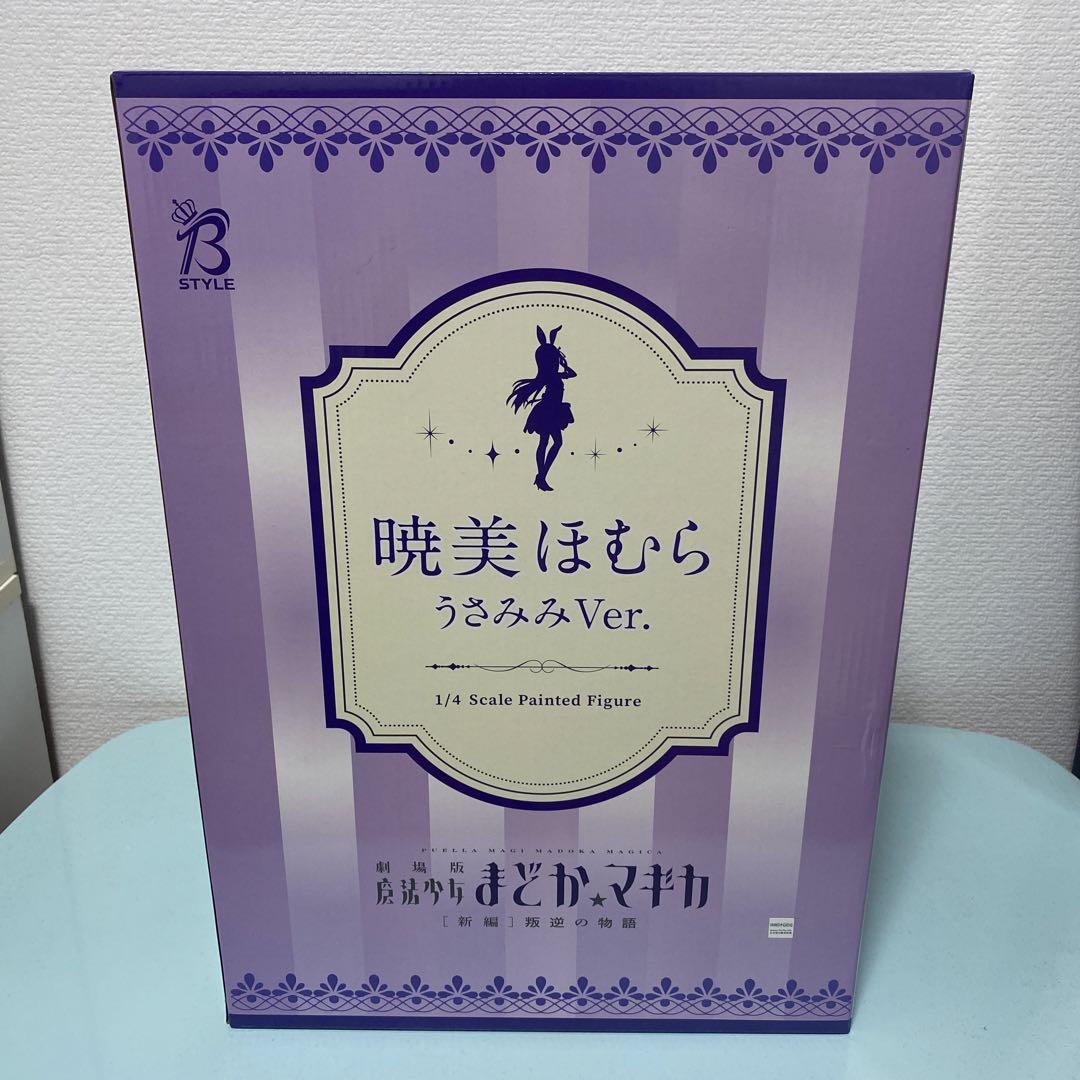 B
STYLE
暁美ほむら
うさみみVer.
1/4 Scale Painted Figure
PUELLA MAGI MADOKA MAGICA
劇場版
魔法少女まどか★マギカ
[新編]叛逆の物語